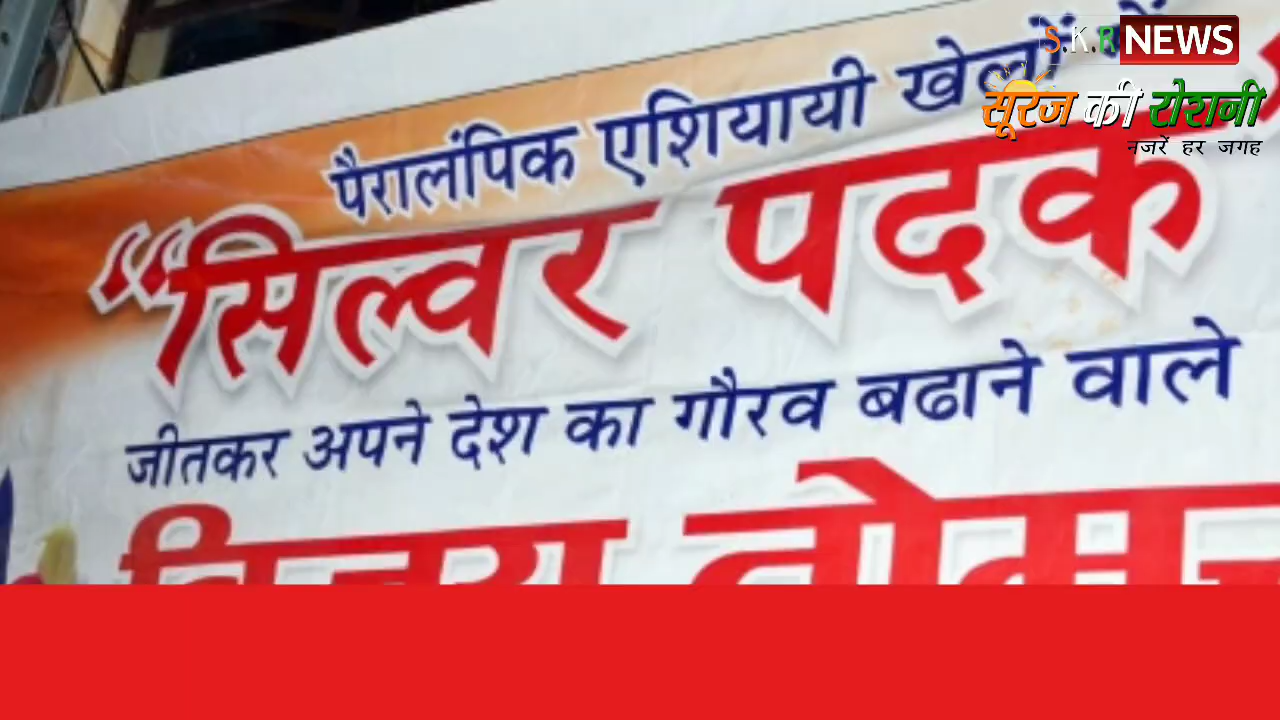 S.K.R NEWS
सूरज की रोशनी
नजरें हर जगह
पैरालंपिक एशियायी खेलों में
"सिल्वर पदक
जीतकर अपने देश का गौरव बढाने वाले